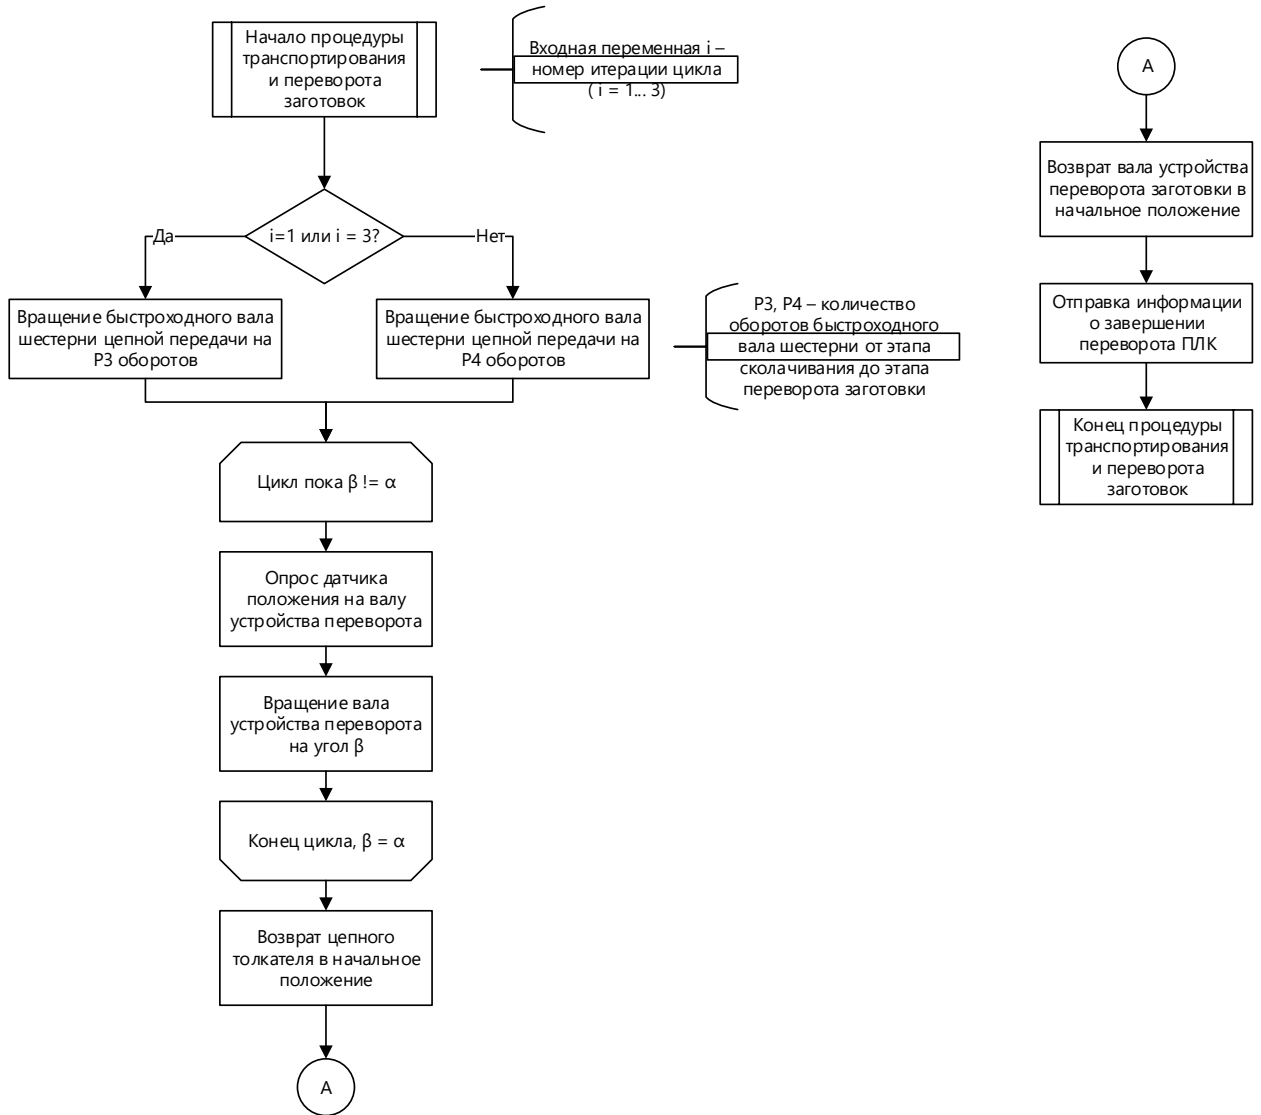 Начало процедуры
транспортирования
и переворота
заготовок
Входная переменная i –
номер итерации цикла
( i = 1... 3)
i=1 или i = 3?
Да
Нет
Вращение быстроходного вала
шестерни цепной передачи на
P3 оборотов
Вращение быстроходного вала
шестерни цепной передачи на
P4 оборотов
P3, P4 – количество
оборотов быстроходного
вала шестерни от этапа
сколачивания до этапа
переворота заготовки
Цикл пока β != α
Опрос датчика
положения на валу
устройства переворота
Вращение вала
устройства переворота
на угол β
Конец цикла, β = α
Возврат цепного
толкателя в начальное
положение
А
А
Возврат вала устройства
переворота заготовки в
начальное положение
Отправка информации
о завершении
переворота ПЛК
Конец процедуры
транспортирования
и переворота
заготовок